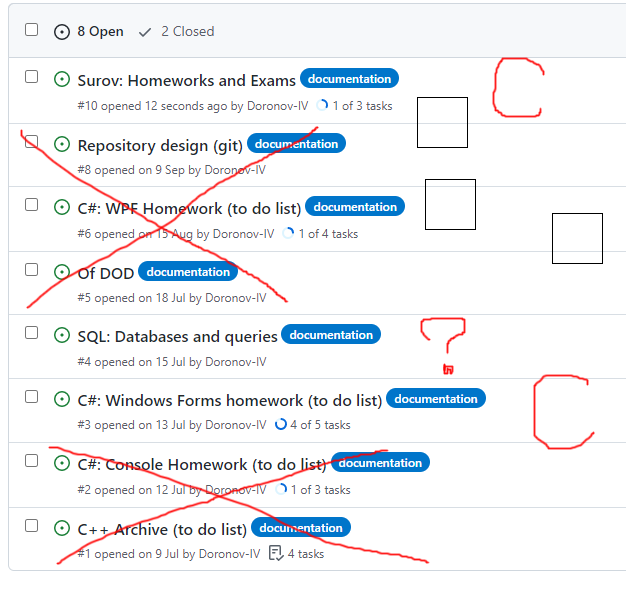 8 Open 2 Closed
Surov: Homeworks and Exams documentation
#10 opened 12 seconds ago by Doronov-IV 1 of 3 tasks
Repository design (git) documentation
#8 opened on 9 Sep by Doronov-IV
C#: WPF Homework (to do list) documentation
#6 opened on 15 Aug by Doronov-IV 1 of 4 tasks
Of DOD documentation
#5 opened on 18 Jul by Doronov-IV
SQL: Databases and queries documentation
#4 opened on 15 Jul by Doronov-IV
?
C#: Windows Forms homework (to do list) documentation
#3 opened on 13 Jul by Doronov-IV 4 of 5 tasks
C#: Console Homework (to do list) documentation
#2 opened on 12 Jul by Doronov-IV 1 of 3 tasks
C++ Archive (to do list) documentation
#1 opened on 9 Jul by Doronov-IV 4 tasks